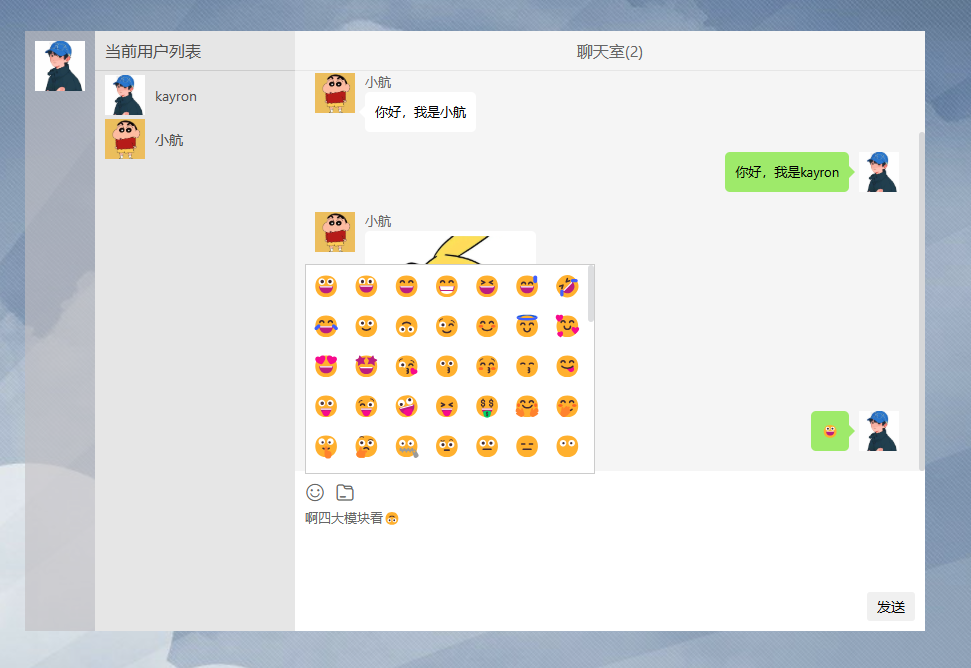 当前用户列表
聊天室(2)
kayron
小航
小航
你好，我是小航
你好，我是kayron
小航
啊四大模块看🙃
发送